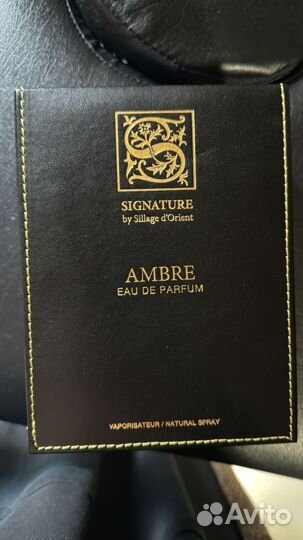 SIGNATURE
by Sillage d'Orient
AMBRE
EAU DE PARFUM
VAPORISATEUR / NATURAL SPRAY
Avito